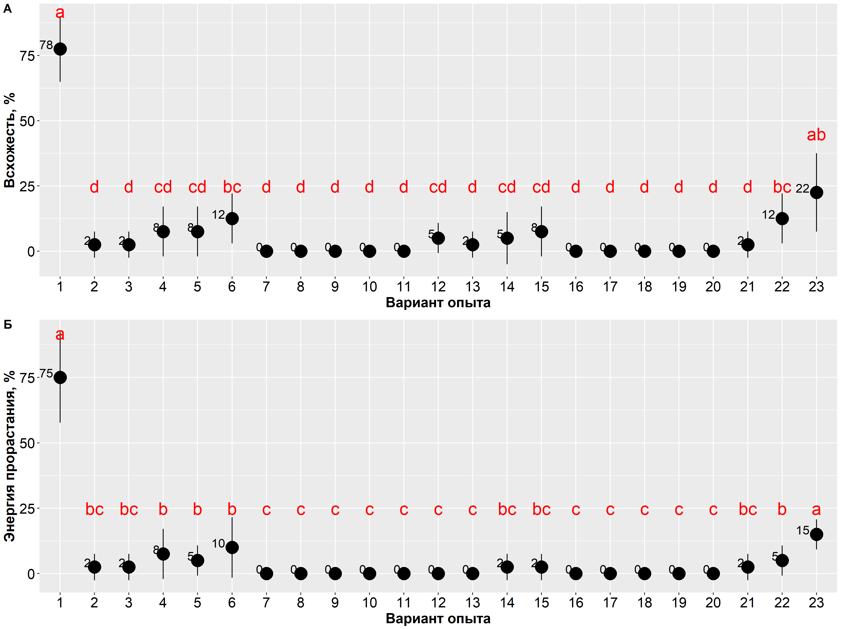 А
Всхожесть, %
75
50
25
0
a
d d cd cd bc d d d d d cd d cd cd d d d d d d bc ab
78 2 2 8 8 12 0 0 0 0 0 5 2 5 8 0 0 0 0 0 2 12 22
1 2 3 4 5 6 7 8 9 10 11 12 13 14 15 16 17 18 19 20 21 22 23
Вариант опыта
Б
Энергия прорастания, %
75
50
25
0
a
bc bc b b b c c c c c c c bc bc c c c c c bc b a
75 2 2 8 5 10 0 0 0 0 0 0 0 2 2 0 0 0 0 0 2 5 15
1 2 3 4 5 6 7 8 9 10 11 12 13 14 15 16 17 18 19 20 21 22 23
Вариант опыта